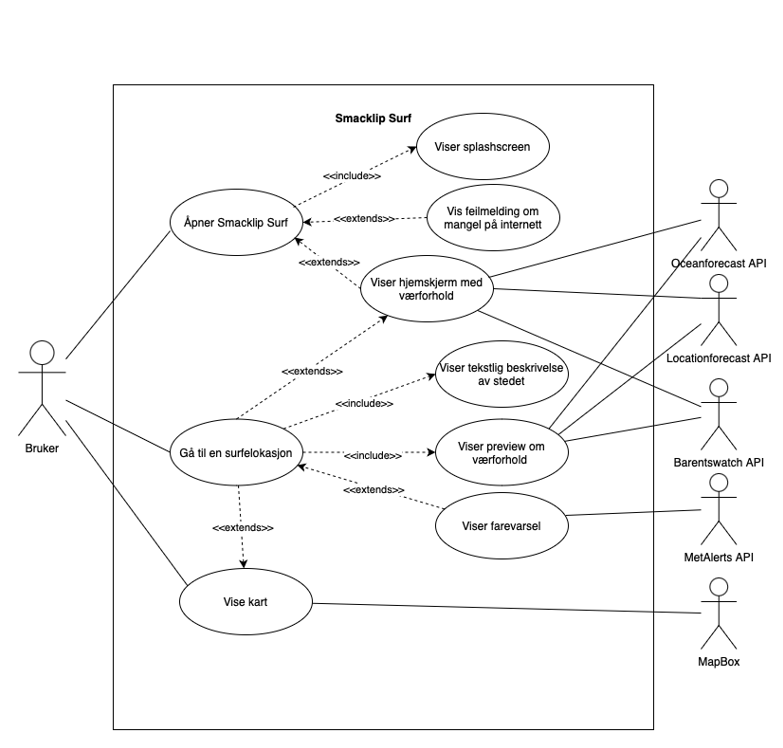 Smacklip Surf
Viser splashscreen
<<include>>
Åpner Smacklip Surf
<<extends>>
Vis feilmelding om
mangel på internett
<<extends>>
Viser hjemskjerm med
værforhold
Oceanforecast API
Locationforecast API
<<extends>>
Viser tekstlig beskrivelse
av stedet
<<include>>
Bruker
Gå til en surfelokasjon
<<include>>
Viser preview om
værforhold
Barentswatch API
<<extends>>
Viser farevarsel
<<extends>>
MetAlerts API
Vise kart
MapBox